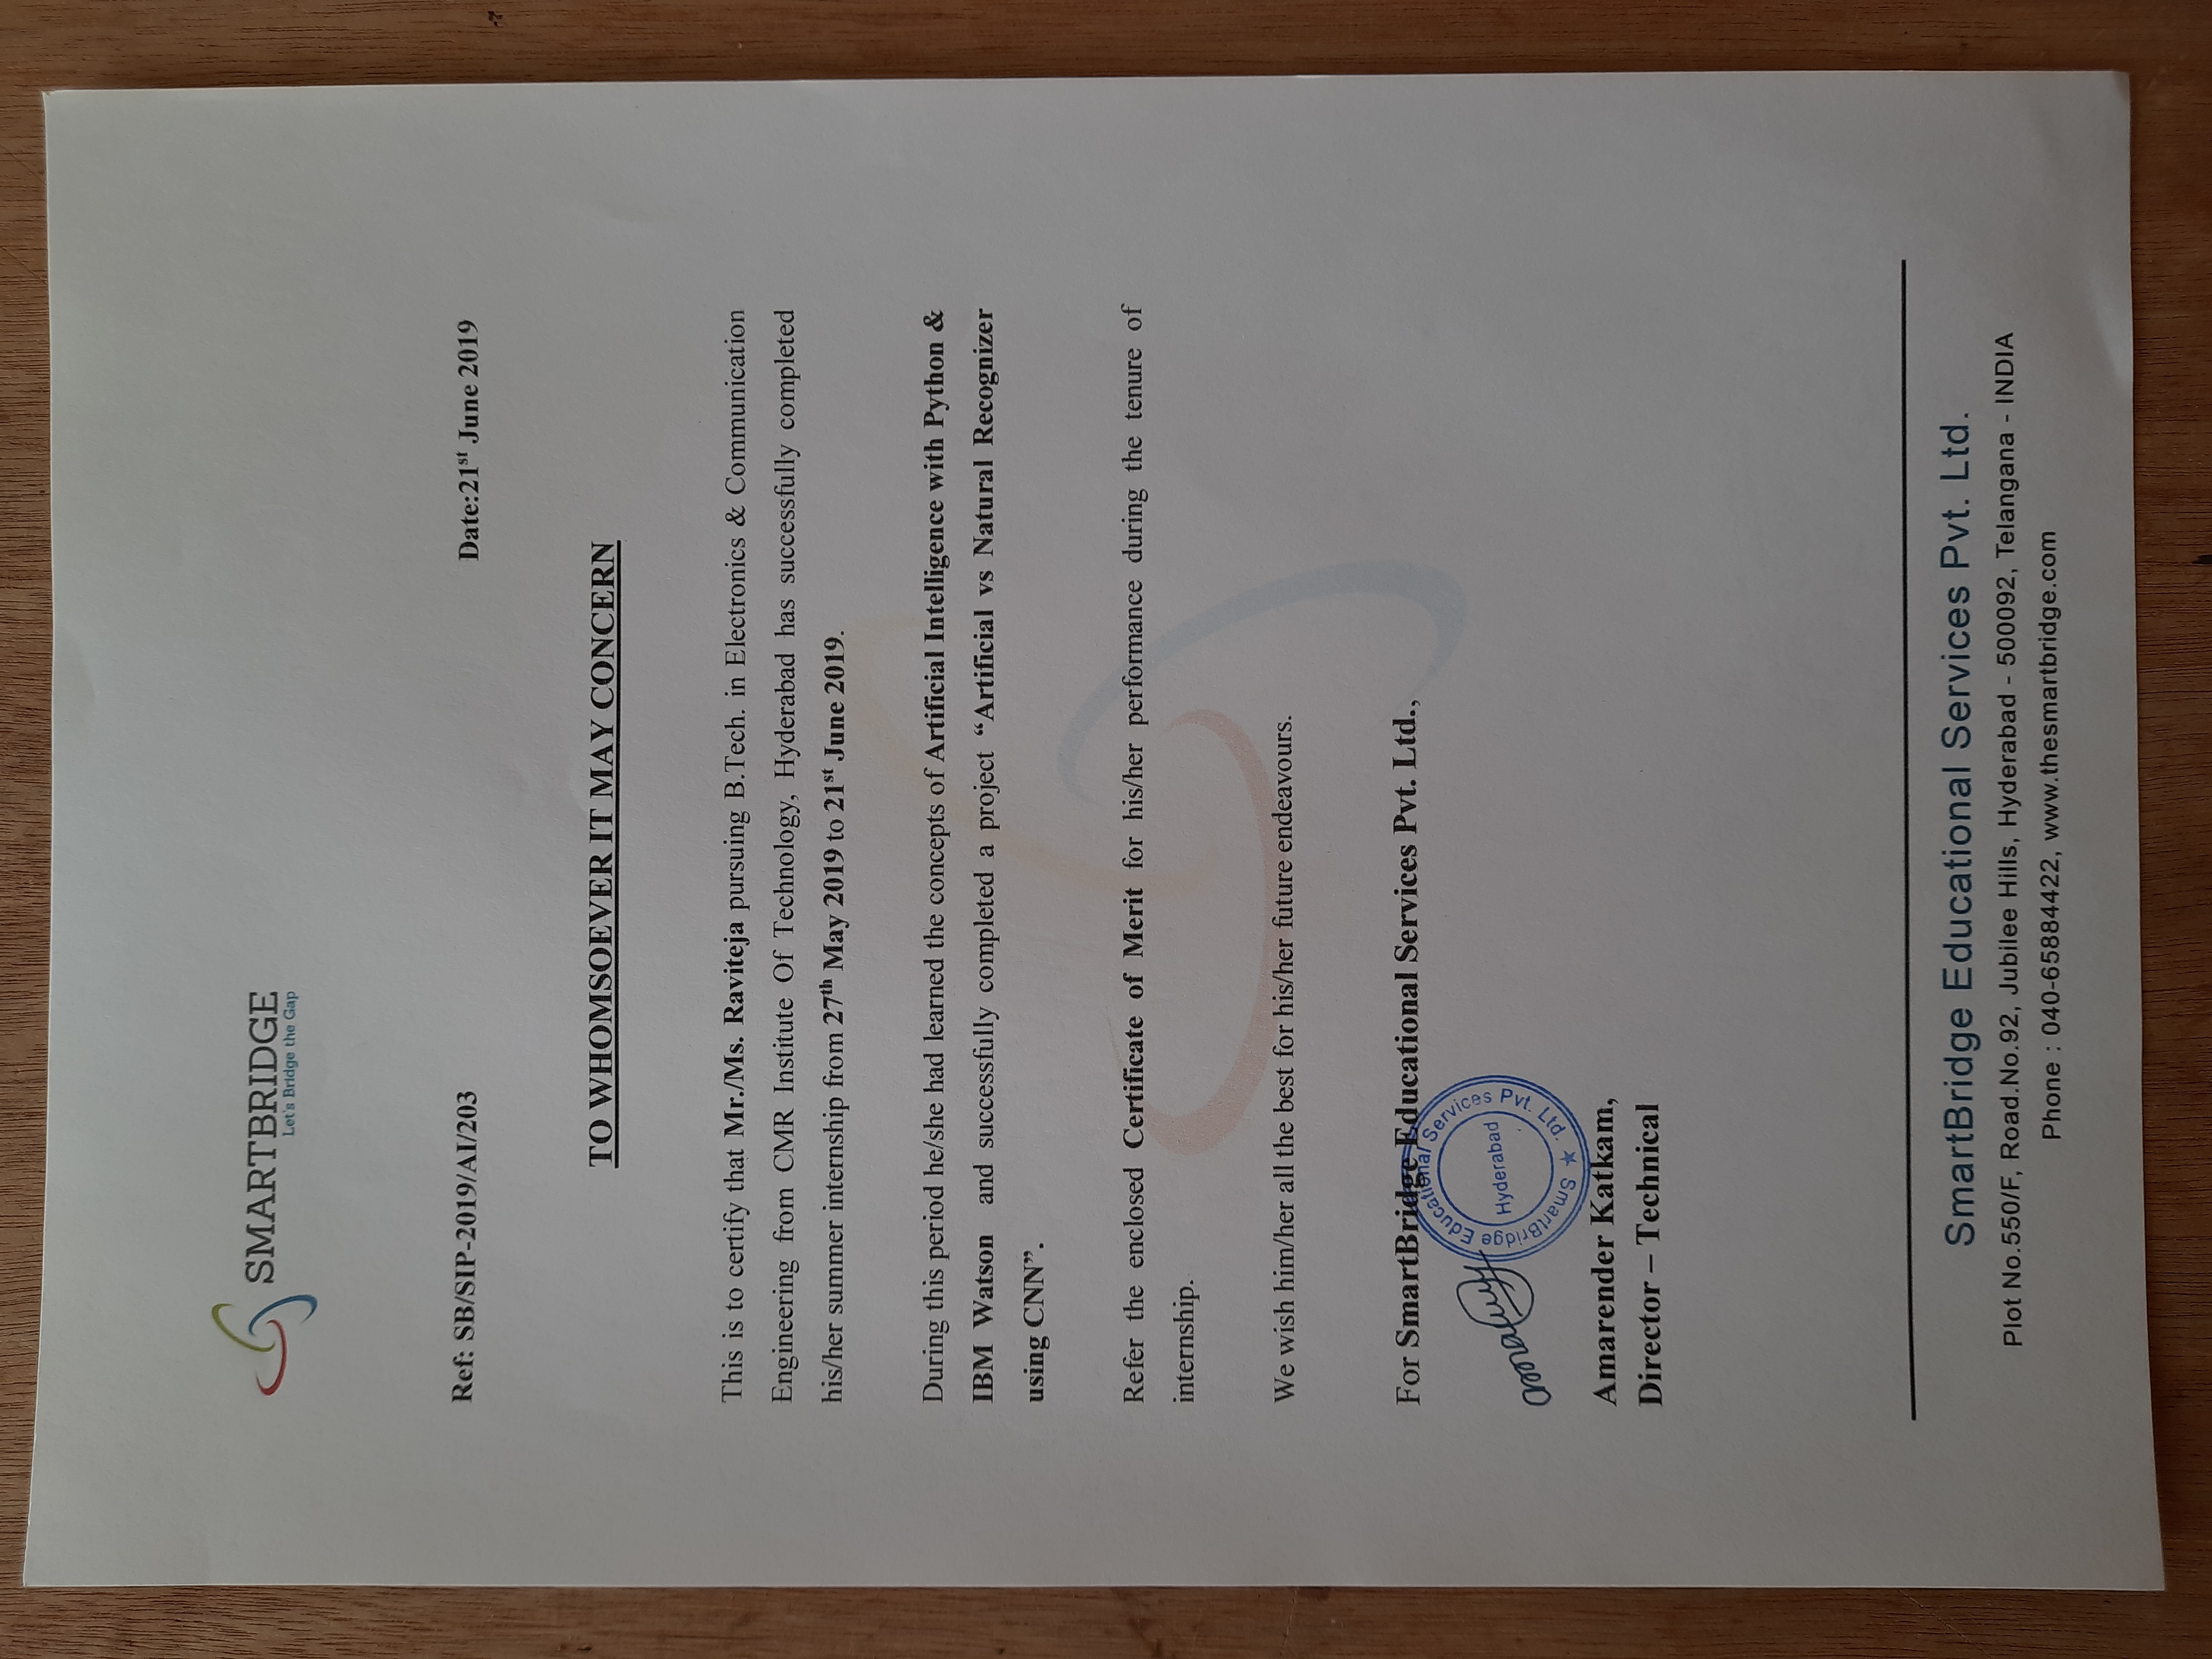 SMARTBRIDGE
Let's Bridge the Gap
Ref: SB/SIP-2019/AI/203
Date:21st June 2019
TO WHOMSOEVER IT MAY CONCERN
This is to certify that Mr./Ms. Raviteja pursuing B.Tech. in Electronics & Communication
Engineering from CMR Institute Of Technology, Hyderabad has successfully completed
his/her summer internship from 27th May 2019 to 21st June 2019.
During this period he/she had learned the concepts of Artificial Intelligence with Python &
IBM Watson and successfully completed a project “Artificial vs Natural Recognizer
using CNN”.
Refer the enclosed Certificate of Merit for his/her performance during the tenure of
internship.
We wish him/her all the best for his/her future endeavours.
For SmartBridge Educational Services Pvt. Ltd.,
SmartBridge Educational Services Pvt. Ltd. ★
Hyderabad
Amarender Katkam,
Director – Technical
SmartBridge Educational Services Pvt. Ltd.
Plot No.550/F, Road.No.92, Jubilee Hills, Hyderabad - 500092, Telangana - INDIA
Phone : 040-65884422, www.thesmartbridge.com